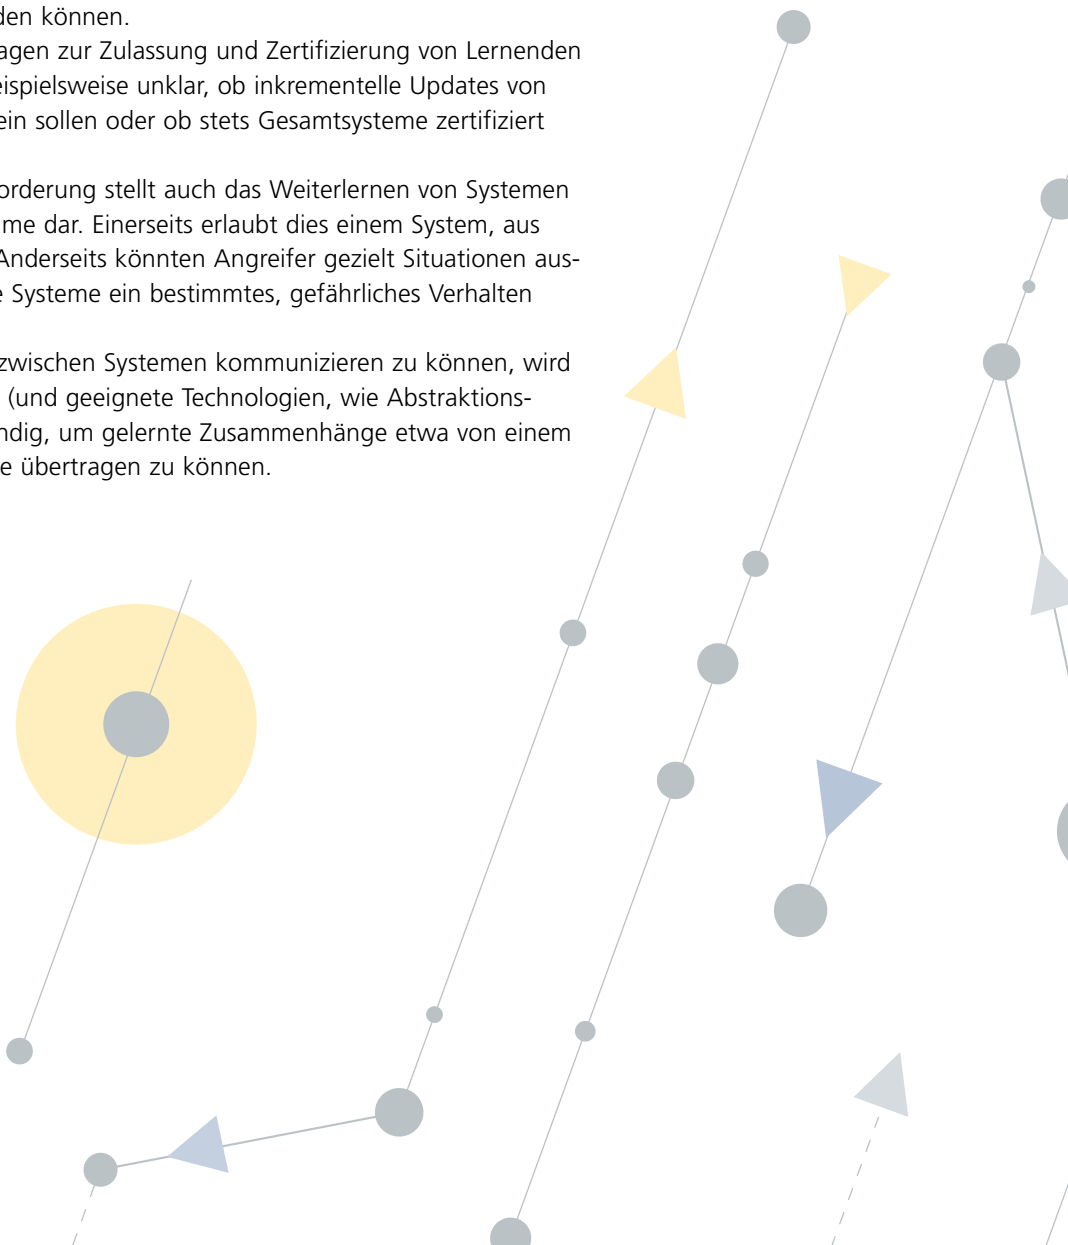 den können.
agen zur Zulassung und Zertifizierung von Lernenden
eispielsweise unklar, ob inkrementelle Updates von
ein sollen oder ob stets Gesamtsysteme zertifiziert
orderung stellt auch das Weiterlernen von Systemen
me dar. Einerseits erlaubt dies einem System, aus
Anderseits könnten Angreifer gezielt Situationen aus-
e Systeme ein bestimmtes, gefährliches Verhalten
zwischen Systemen kommunizieren zu können, wird
(und geeignete Technologien, wie Abstraktions-
ndig, um gelernte Zusammenhänge etwa von einem
e übertragen zu können.